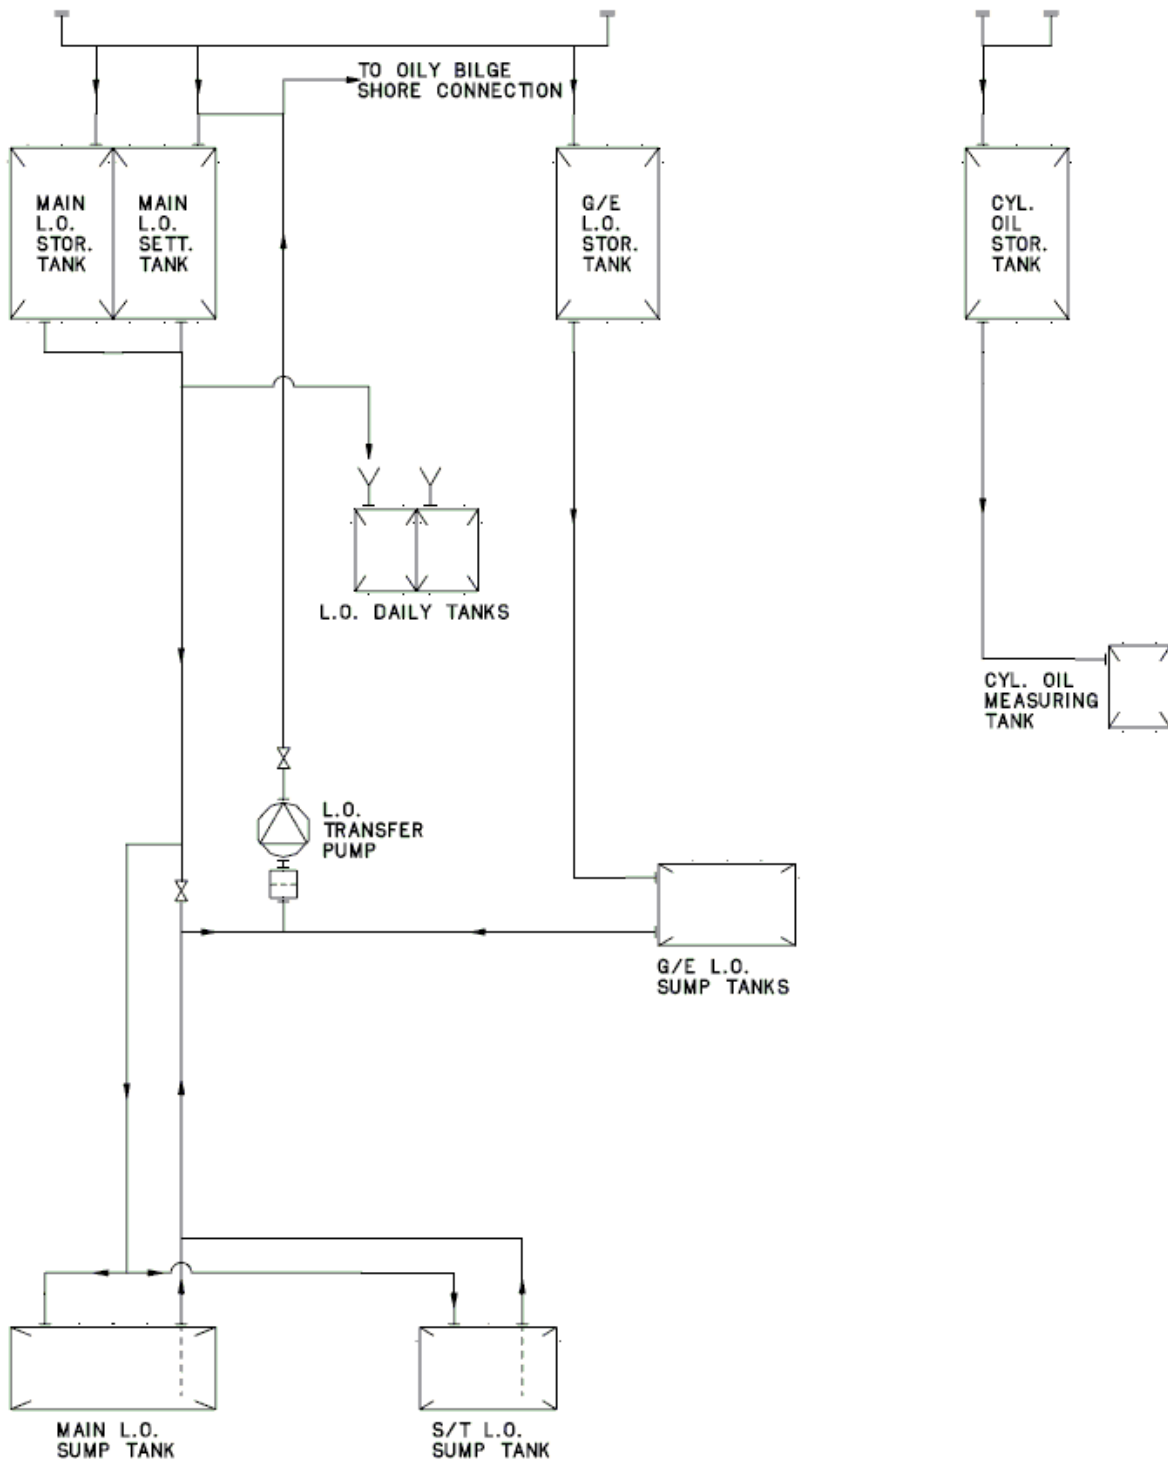 TO OILY BILGE
SHORE CONNECTION
MAIN
L.O.
STOR.
TANK
MAIN
L.O.
SETT.
TANK
G/E
L.O.
STOR.
TANK
CYL.
OIL
STOR.
TANK
L.O. DAILY TANKS
CYL. OIL
MEASURING
TANK
L.O.
TRANSFER
PUMP
G/E L.O.
SUMP TANKS
MAIN L.O.
SUMP TANK
S/T L.O.
SUMP TANK